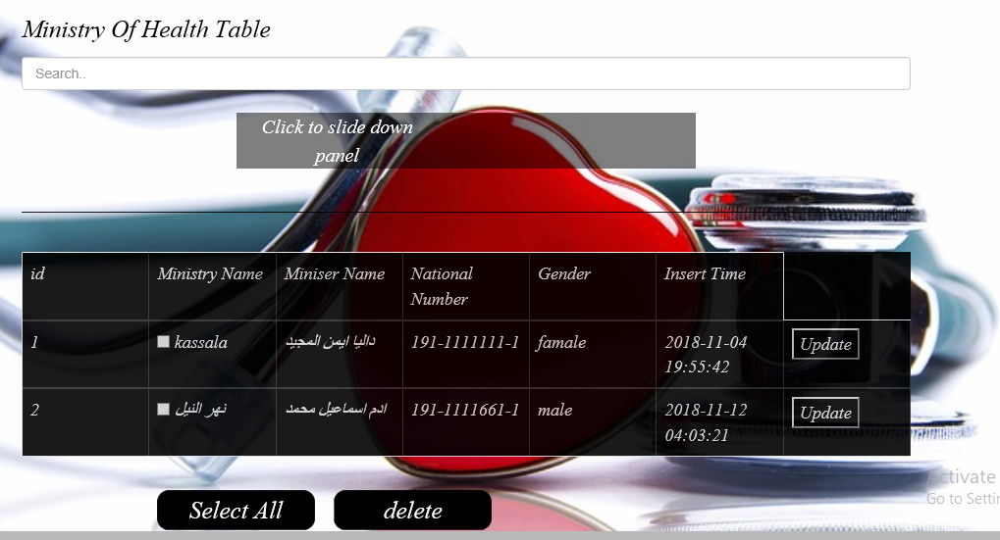 Ministry Of Health Table
Search..
Click to slide down
panel
id Ministry Name Miniser Name National Number Gender Insert Time
1 kassala داليا ايمن المجيد 191-1111111-1 famale 2018-11-04 19:55:42 Update
2 نهر النيل ادم اسماعيل محمد 191-1111661-1 male 2018-11-12 04:03:21 Update
Select All delete
Activate
Go to Settin